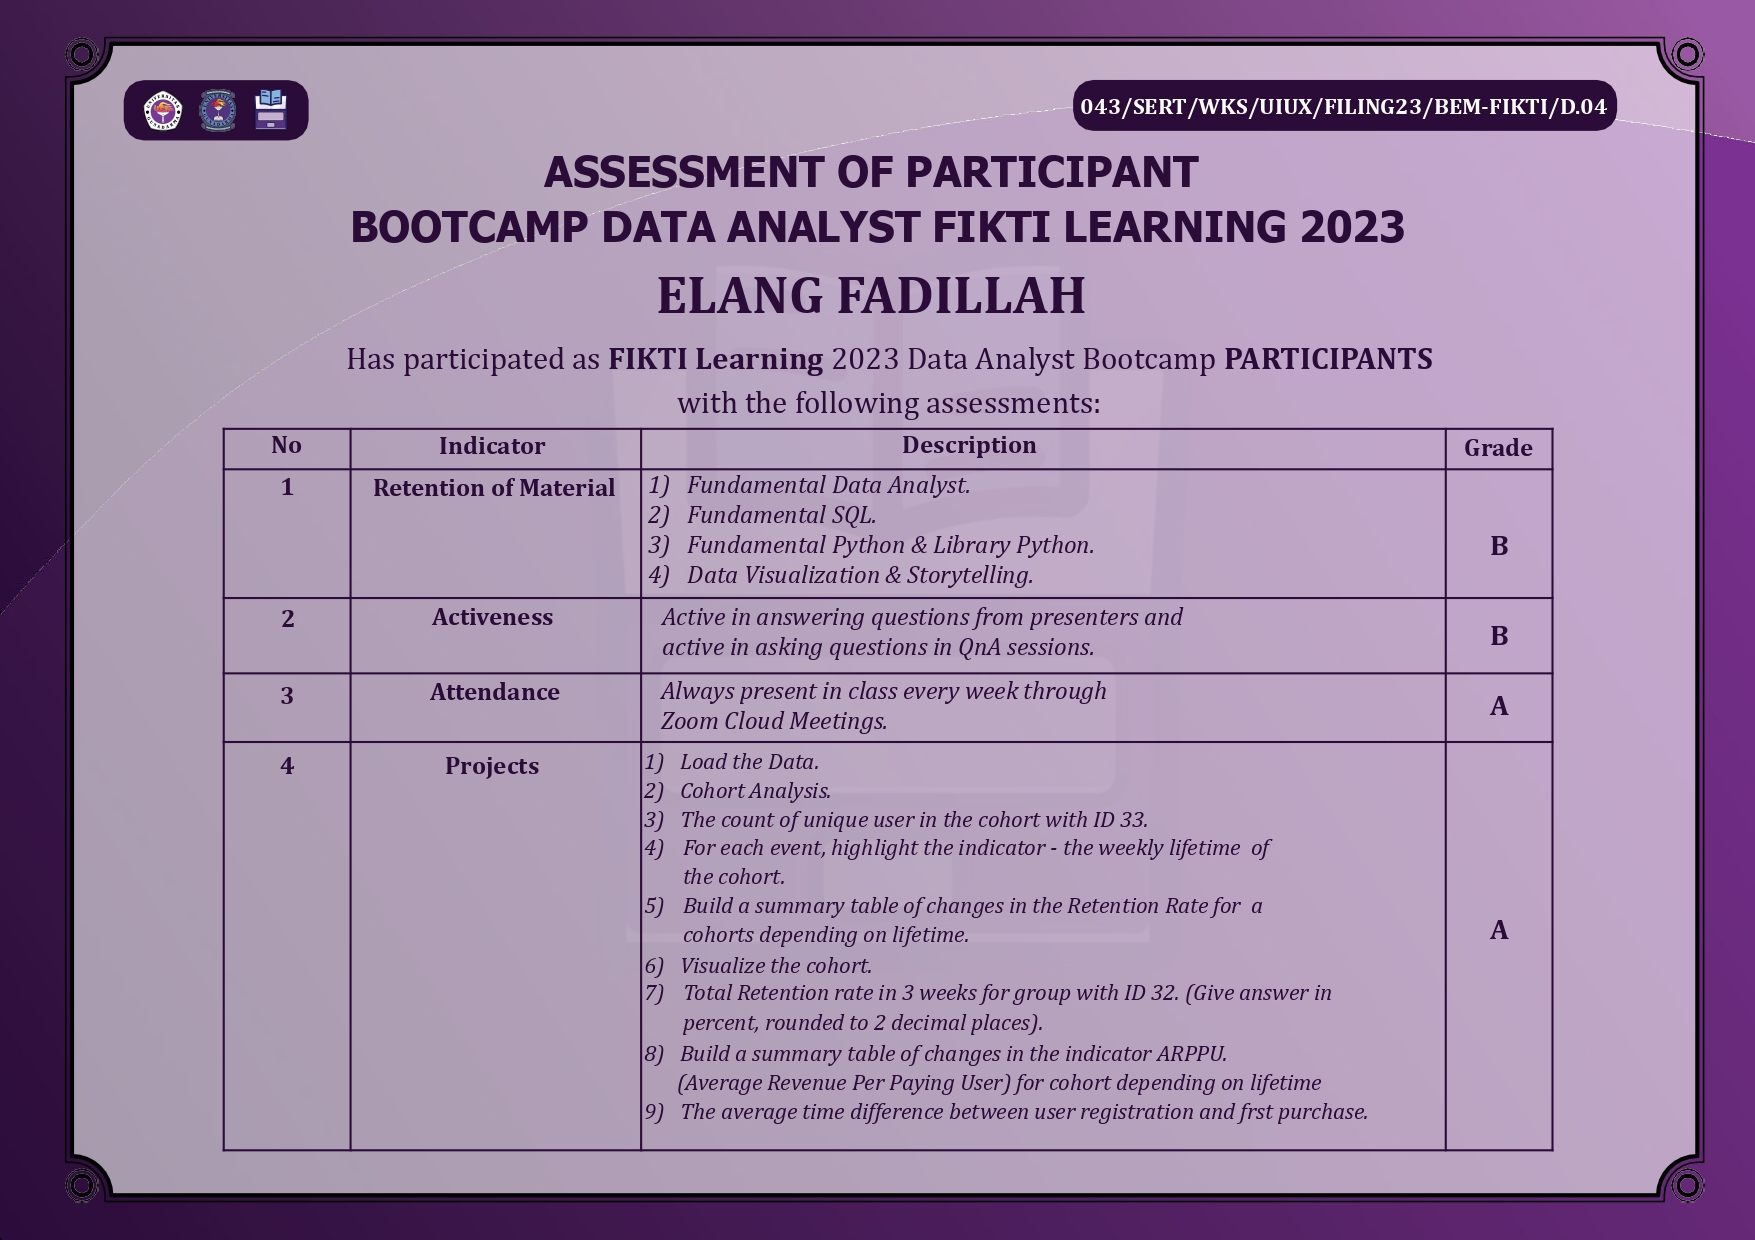 043/SERT/WKS/UIUX/FILING23/BEM-FIKTI/D.04
ASSESSMENT OF PARTICIPANT
BOOTCAMP DATA ANALYST FIKTI LEARNING 2023
ELANG FADILLAH
Has participated as FIKTI Learning 2023 Data Analyst Bootcamp PARTICIPANTS
with the following assessments:
No Indicator Description Grade
1 Retention of Material 1) Fundamental Data Analyst.
2) Fundamental SQL.
3) Fundamental Python & Library Python.
B
4) Data Visualization & Storytelling.
2 Activeness Active in answering questions from presenters and
B
active in asking questions in QnA sessions.
3 Attendance Always present in class every week through
A
Zoom Cloud Meetings.
4 Projects 1) Load the Data.
2) Cohort Analysis.
3) The count of unique user in the cohort with ID 33.
4) For each event, highlight the indicator - the weekly lifetime of
the cohort.
5) Build a summary table of changes in the Retention Rate for a
A
cohorts depending on lifetime.
6) Visualize the cohort.
7) Total Retention rate in 3 weeks for group with ID 32. (Give answer in
percent, rounded to 2 decimal places).
8) Build a summary table of changes in the indicator ARPPU.
(Average Revenue Per Paying User) for cohort depending on lifetime
9) The average time difference between user registration and frst purchase.